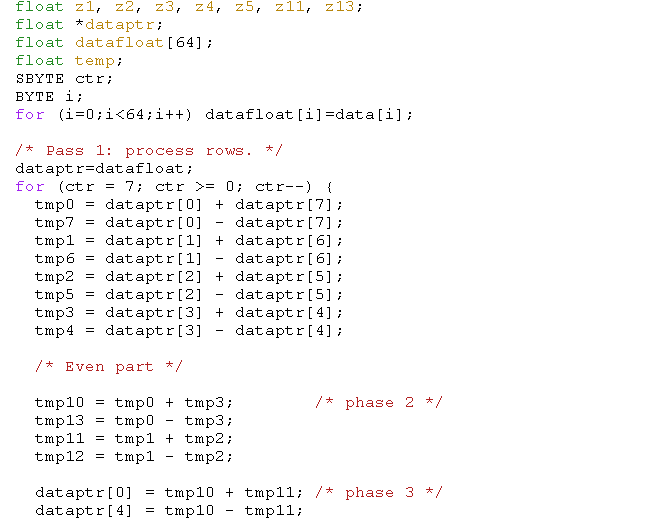 float z1, z2, z3, z4, z5, z11, z13;
float *dataptr;
float datafloat[64];
float temp;
SBYTE ctr;
BYTE i;
for (i=0;i<64;i++) datafloat[i]=data[i];
/* Pass 1: process rows. */
dataptr=datafloat;
for (ctr = 7; ctr >= 0; ctr--) {
tmp0 = dataptr[0] + dataptr[7];
tmp7 = dataptr[0] - dataptr[7];
tmp1 = dataptr[1] + dataptr[6];
tmp6 = dataptr[1] - dataptr[6];
tmp2 = dataptr[2] + dataptr[5];
tmp5 = dataptr[2] - dataptr[5];
tmp3 = dataptr[3] + dataptr[4];
tmp4 = dataptr[3] - dataptr[4];
/* Even part */
tmp10 = tmp0 + tmp3; /* phase 2 */
tmp13 = tmp0 - tmp3;
tmp11 = tmp1 + tmp2;
tmp12 = tmp1 - tmp2;
dataptr[0] = tmp10 + tmp11; /* phase 3 */
dataptr[4] = tmp10 - tmp11;